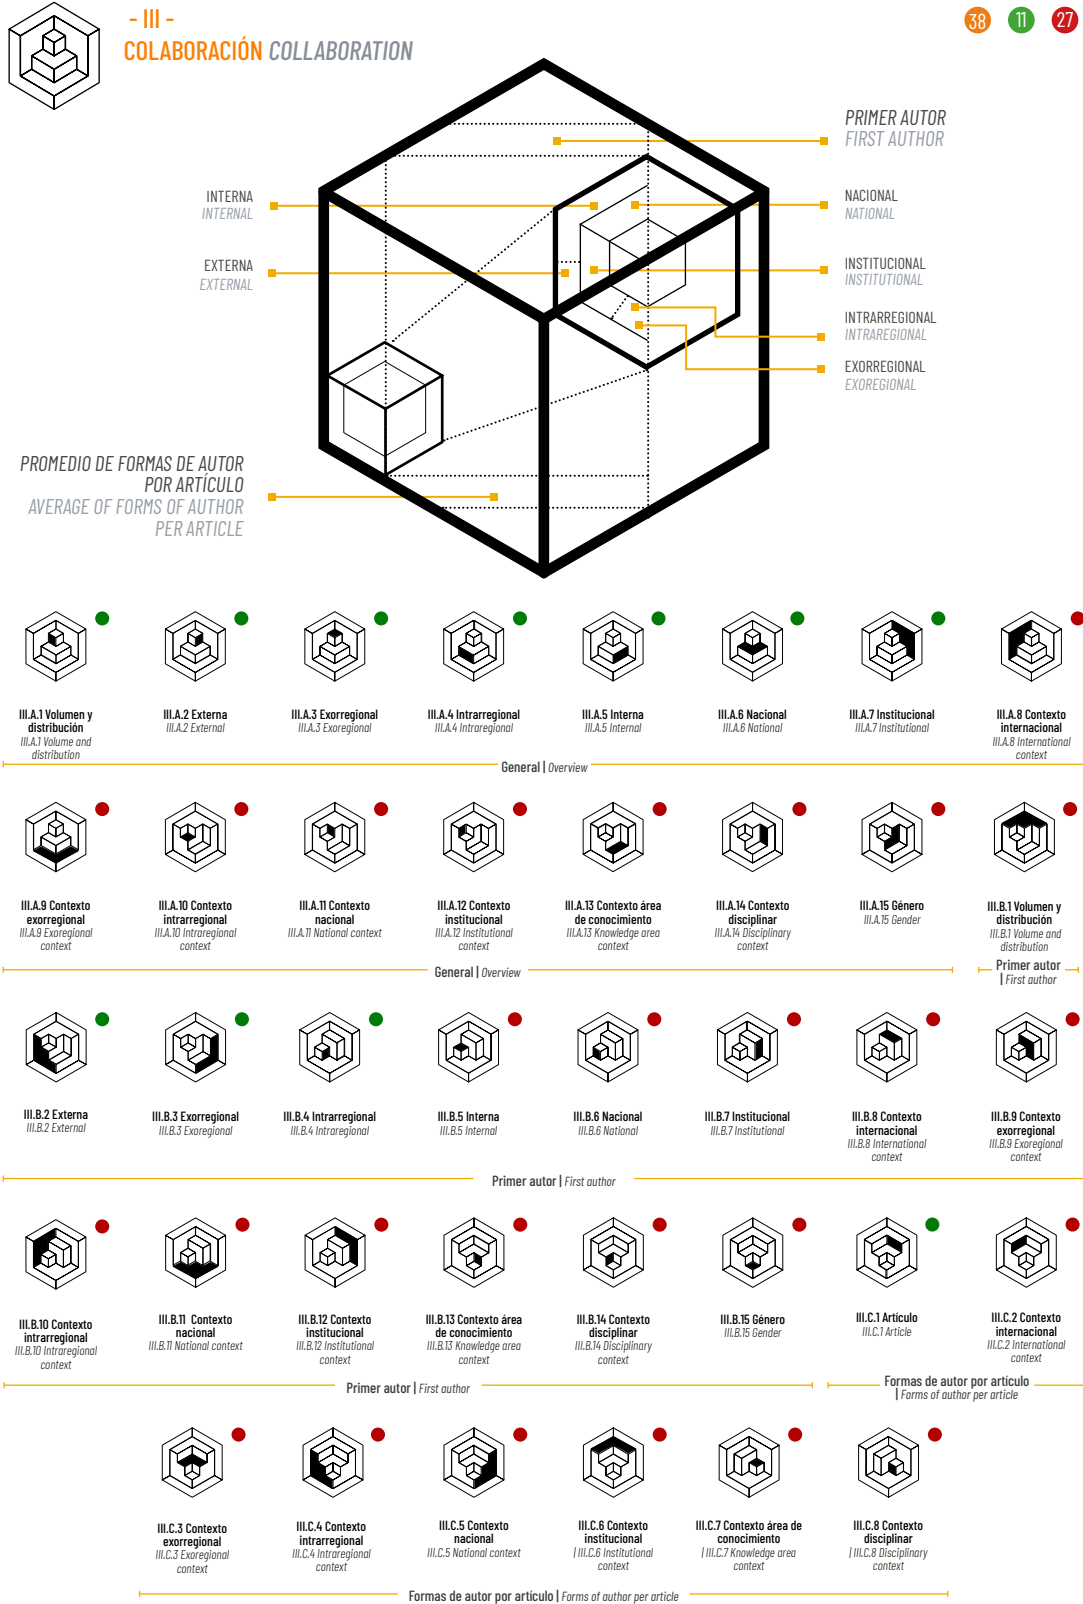 - III -
COLABORACIÓN COLLABORATION
38 11 27
PRIMER AUTOR
FIRST AUTHOR
INTERNA
INTERNAL
NACIONAL
NATIONAL
EXTERNA
EXTERNAL
INSTITUCIONAL
INSTITUTIONAL
INTRARREGIONAL
INTRAREGIONAL
EXORREGIONAL
EXOREGIONAL
PROMEDIO DE FORMAS DE AUTOR
POR ARTÍCULO
AVERAGE OF FORMS OF AUTHOR
PER ARTICLE
III.A.1 Volumen y
distribución
III.A.1 Volume and
distribution
III.A.2 Externa
III.A.2 External
III.A.3 Exorregional
III.A.3 Exoregional
III.A.4 Intrarregional
III.A.4 Intraregional
III.A.5 Interna
III.A.5 Internal
III.A.6 Nacional
III.A.6 National
III.A.7 Institucional
III.A.7 Institutional
III.A.8 Contexto
internacional
III.A.8 International
context
General | Overview
III.A.9 Contexto
exorregional
III.A.9 Exoregional
context
III.A.10 Contexto
intrarregional
III.A.10 Intraregional
context
III.A.11 Contexto
nacional
III.A.11 National context
III.A.12 Contexto
institucional
III.A.12 Institutional
context
III.A.13 Contexto área
de conocimiento
III.A.13 Knowledge area
context
III.A.14 Contexto
disciplinar
III.A.14 Disciplinary
context
III.A.15 Género
III.A.15 Gender
III.B.1 Volumen y
distribución
III.B.1 Volume and
distribution
General | Overview
Primer autor
| First author
III.B.2 Externa
III.B.2 External
III.B.3 Exorregional
III.B.3 Exoregional
III.B.4 Intrarregional
III.B.4 Intraregional
III.B.5 Interna
III.B.5 Internal
III.B.6 Nacional
III.B.6 National
III.B.7 Institucional
III.B.7 Institutional
III.B.8 Contexto
internacional
III.B.8 International
context
III.B.9 Contexto
exorregional
III.B.9 Exoregional
context
Primer autor | First author
III.B.10 Contexto
intrarregional
III.B.10 Intraregional
context
III.B.11 Contexto
nacional
III.B.11 National context
III.B.12 Contexto
institucional
III.B.12 Institutional
context
III.B.13 Contexto área
de conocimiento
III.B.13 Knowledge area
context
III.B.14 Contexto
disciplinar
III.B.14 Disciplinary
context
III.B.15 Género
III.B.15 Gender
III.C.1 Artículo
III.C.1 Article
III.C.2 Contexto
internacional
III.C.2 International
context
Primer autor | First author
Formas de autor por artículo
| Forms of author per article
III.C.3 Contexto
exorregional
III.C.3 Exoregional
context
III.C.4 Contexto
intrarregional
III.C.4 Intraregional
context
III.C.5 Contexto
nacional
III.C.5 National context
III.C.6 Contexto
institucional
| III.C.6 Institutional
context
III.C.7 Contexto área de
conocimiento
| III.C.7 Knowledge area
context
III.C.8 Contexto
disciplinar
| III.C.8 Disciplinary
context
Formas de autor por artículo | Forms of author per article